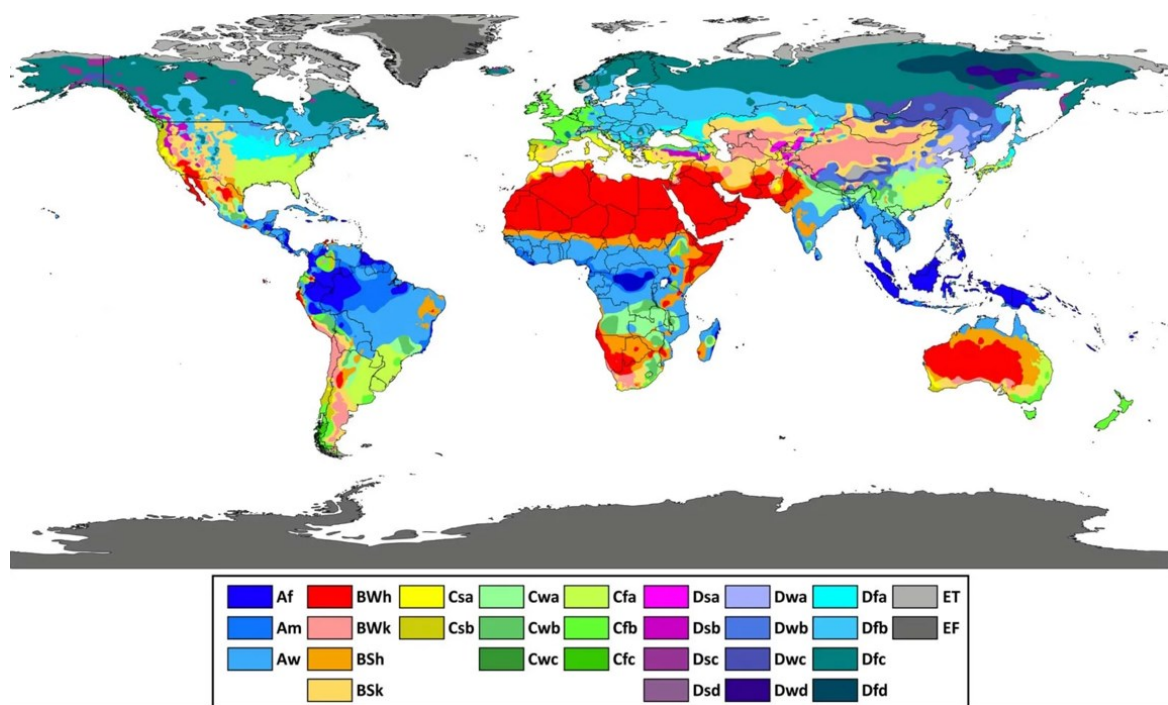 Af BWh Csa Cwa Cfa Dsa Dwa Dfa ET
Am BWk Csb Cwb Cfb Dsb Dwb Dfb EF
Aw BSh Cwc Cfc Dsc Dwc Dfc
BSk Dsd Dwd Dfd